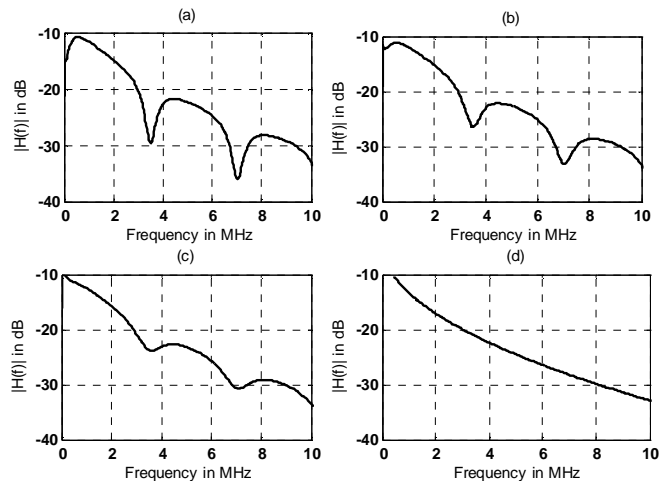 (a)
|H(f)| in dB
-10
-20
-30
-40
0 2 4 6 8 10
Frequency in MHz
(b)
|H(f)| in dB
-10
-20
-30
-40
0 2 4 6 8 10
Frequency in MHz
(c)
|H(f)| in dB
-10
-20
-30
-40
0 2 4 6 8 10
Frequency in MHz
(d)
|H(f)| in dB
-10
-20
-30
-40
0 2 4 6 8 10
Frequency in MHz